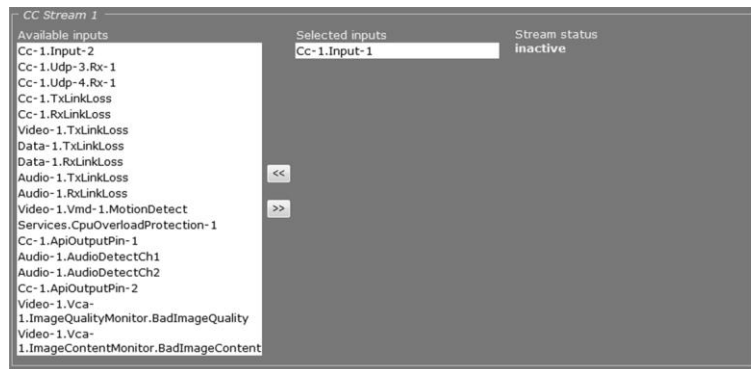 CC Stream 1
Available inputs
Selected inputs
Stream status
Cc-1.Input-2
Cc-1.Input-1
inactive
Cc-1.Udp-3.Rx-1
Cc-1.Udp-4.Rx-1
Cc-1.TxLinkLoss
Cc-1.RxLinkLoss
Video-1.TxLinkLoss
Data-1.TxLinkLoss
Data-1.RxLinkLoss
Audio-1.TxLinkLoss
<<
Audio-1.RxLinkLoss
Video-1.Vmd-1.MotionDetect
>>
Services.CpuOverloadProtection-1
Cc-1.ApiOutputPin-1
Audio-1.AudioDetectCh1
Audio-1.AudioDetectCh2
Cc-1.ApiOutputPin-2
Video-1.Vca-
1.ImageQualityMonitor.BadImageQuality
Video-1.Vca-
1.ImageContentMonitor.BadImageContent